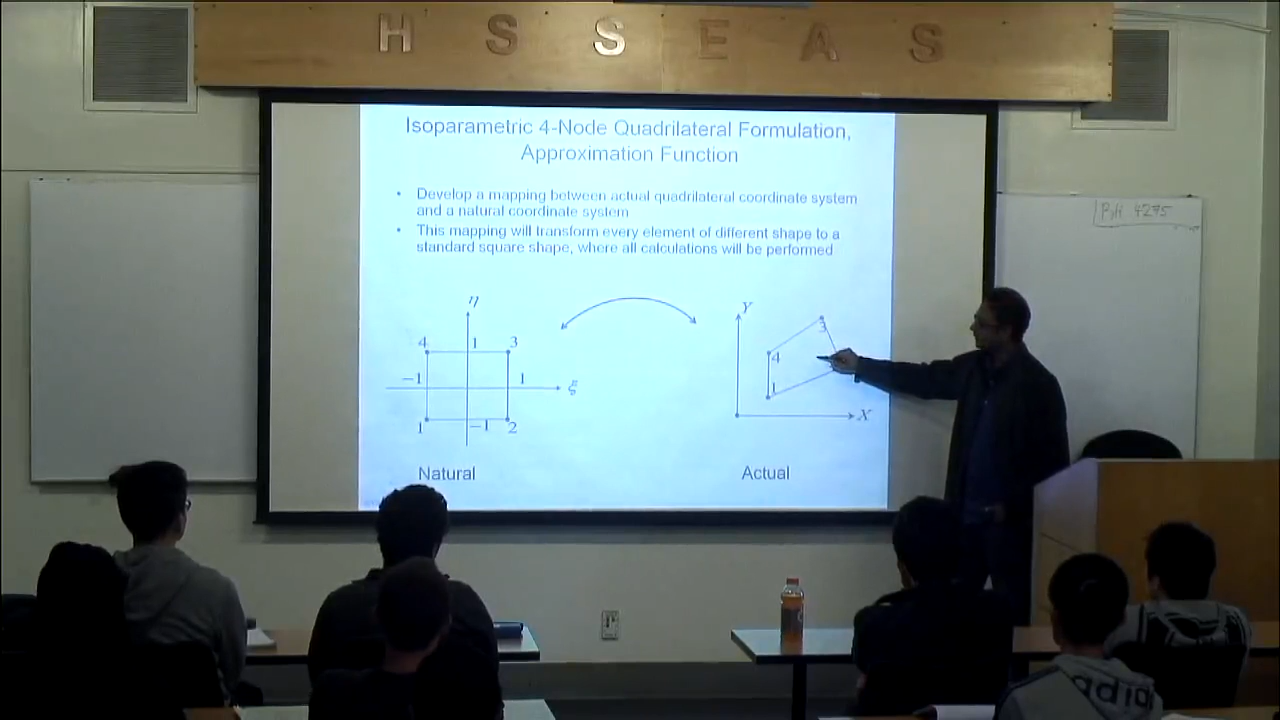 H S S E A S
Isoparametric 4-Node Quadrilateral Formulation,
Approximation Function
• Develop a mapping between actual quadrilateral coordinate system
and a natural coordinate system
• This mapping will transform every element of different shape to a
standard square shape, where all calculations will be performed
η
4 1 3
−1 1 ξ
1 −1 2
Natural
Y
3
4
1
X
Actual
4275
adi